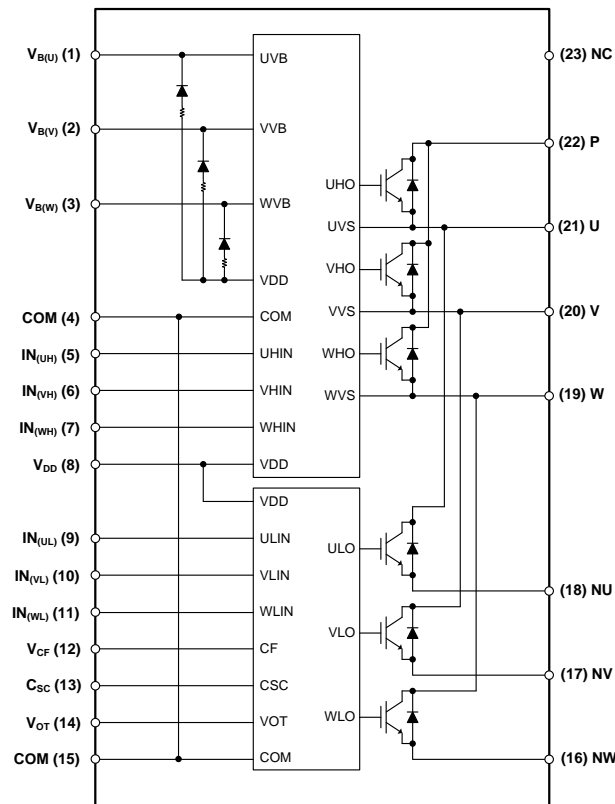 V_B(U) (1)
UVB
(23) NC
V_B(V) (2)
VVB
(22) P
UHO
V_B(W) (3)
WVB
UVS
(21) U
VHO
VDD
VVS
(20) V
COM (4)
COM
WHO
IN_(UH) (5)
UHIN
IN_(VH) (6)
VHIN
WVS
(19) W
IN_(WH) (7)
WHIN
V_DD (8)
VDD
VDD
IN_(UL) (9)
ULIN
ULO
IN_(VL) (10)
VLIN
(18) NU
IN_(WL) (11)
WLIN
VLO
V_CF (12)
CF
(17) NV
C_SC (13)
CSC
V_OT (14)
VOT
WLO
COM (15)
COM
(16) NW